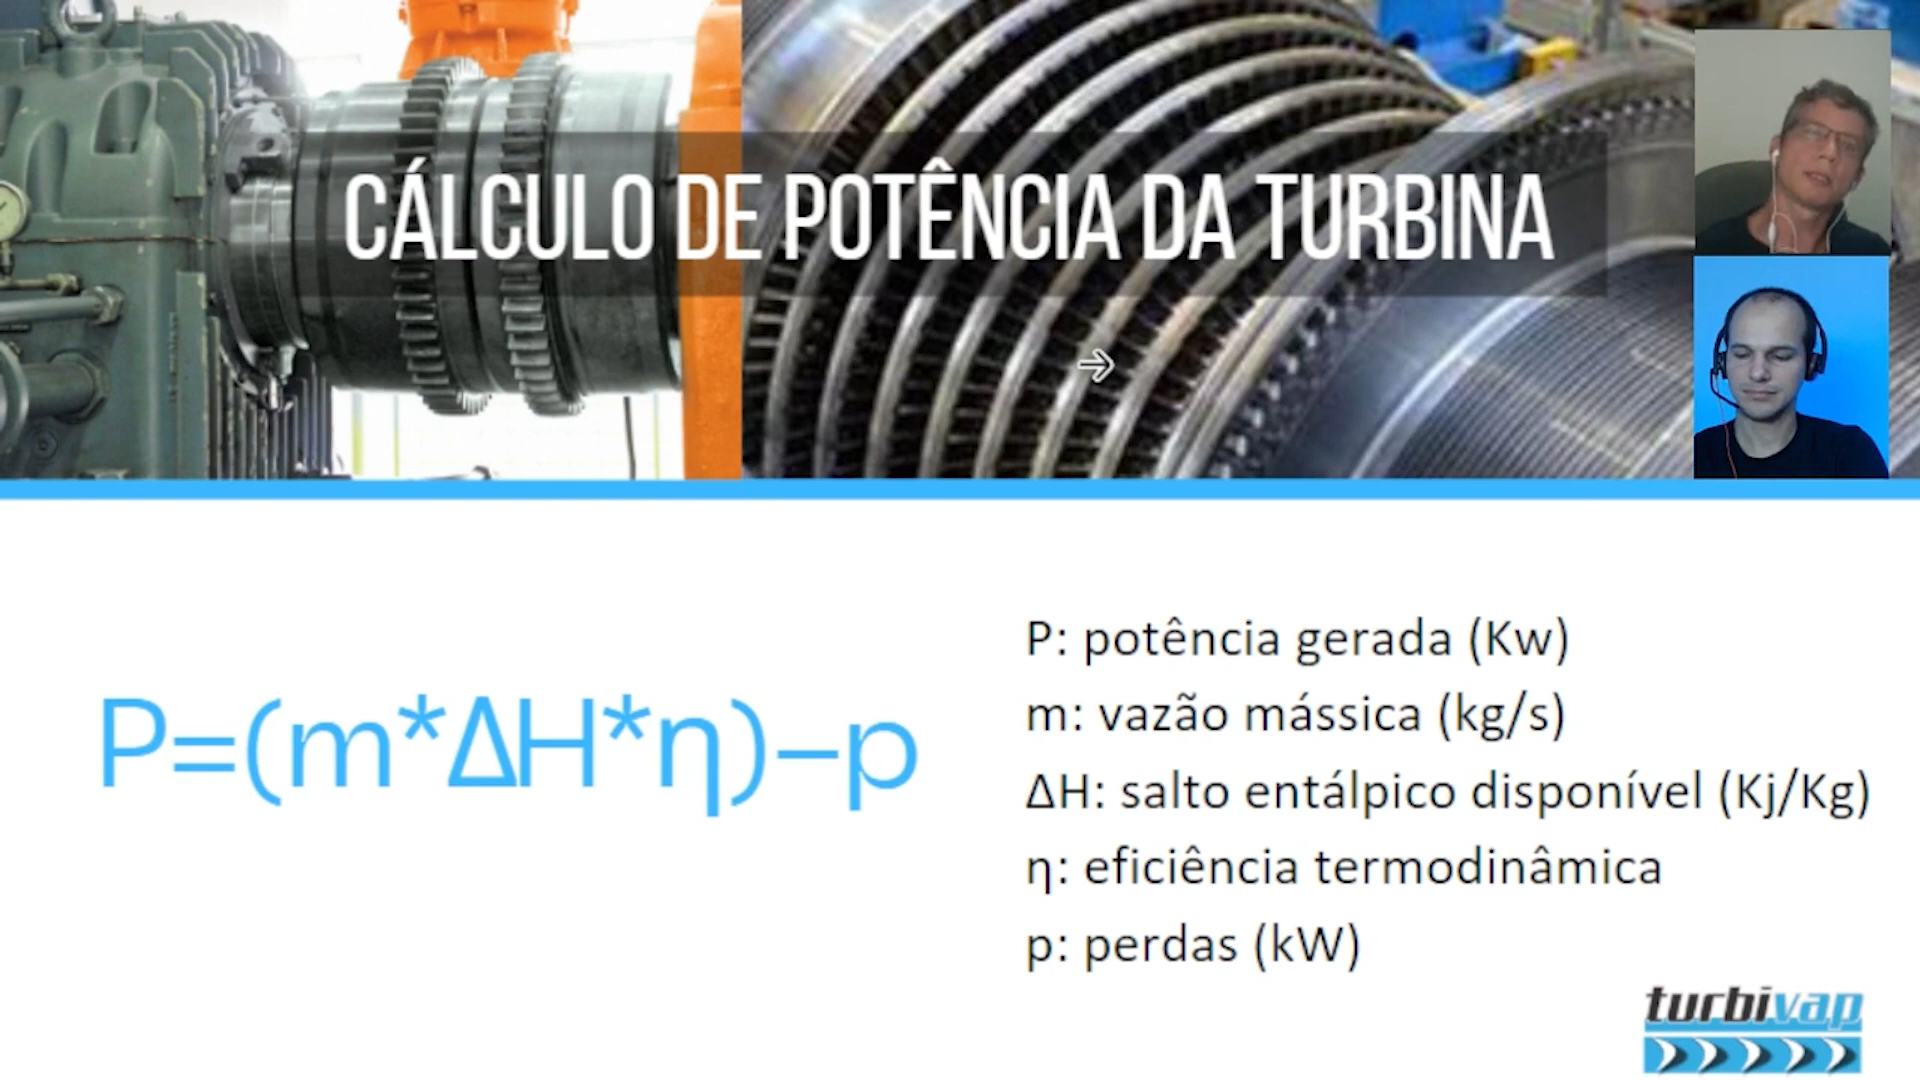 CÁLCULO DE POTÊNCIA DA TURBINA
P=(m*ΔH*η)–p
P: potência gerada (Kw)
m: vazão mássica (kg/s)
ΔH: salto entálpico disponível (Kj/Kg)
η: eficiência termodinâmica
p: perdas (kW)
turbivap